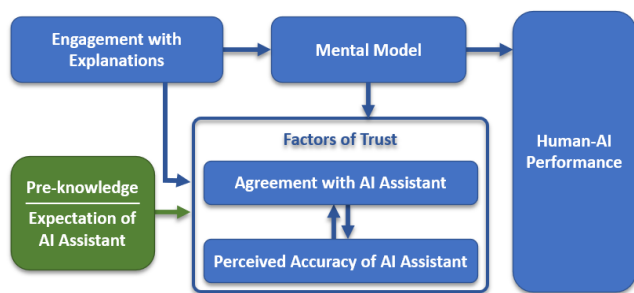 Engagement with
Explanations
Mental Model
Human-AI
Performance
Factors of Trust
Agreement with AI Assistant
Perceived Accuracy of AI Assistant
Pre-knowledge
Expectation of
AI Assistant